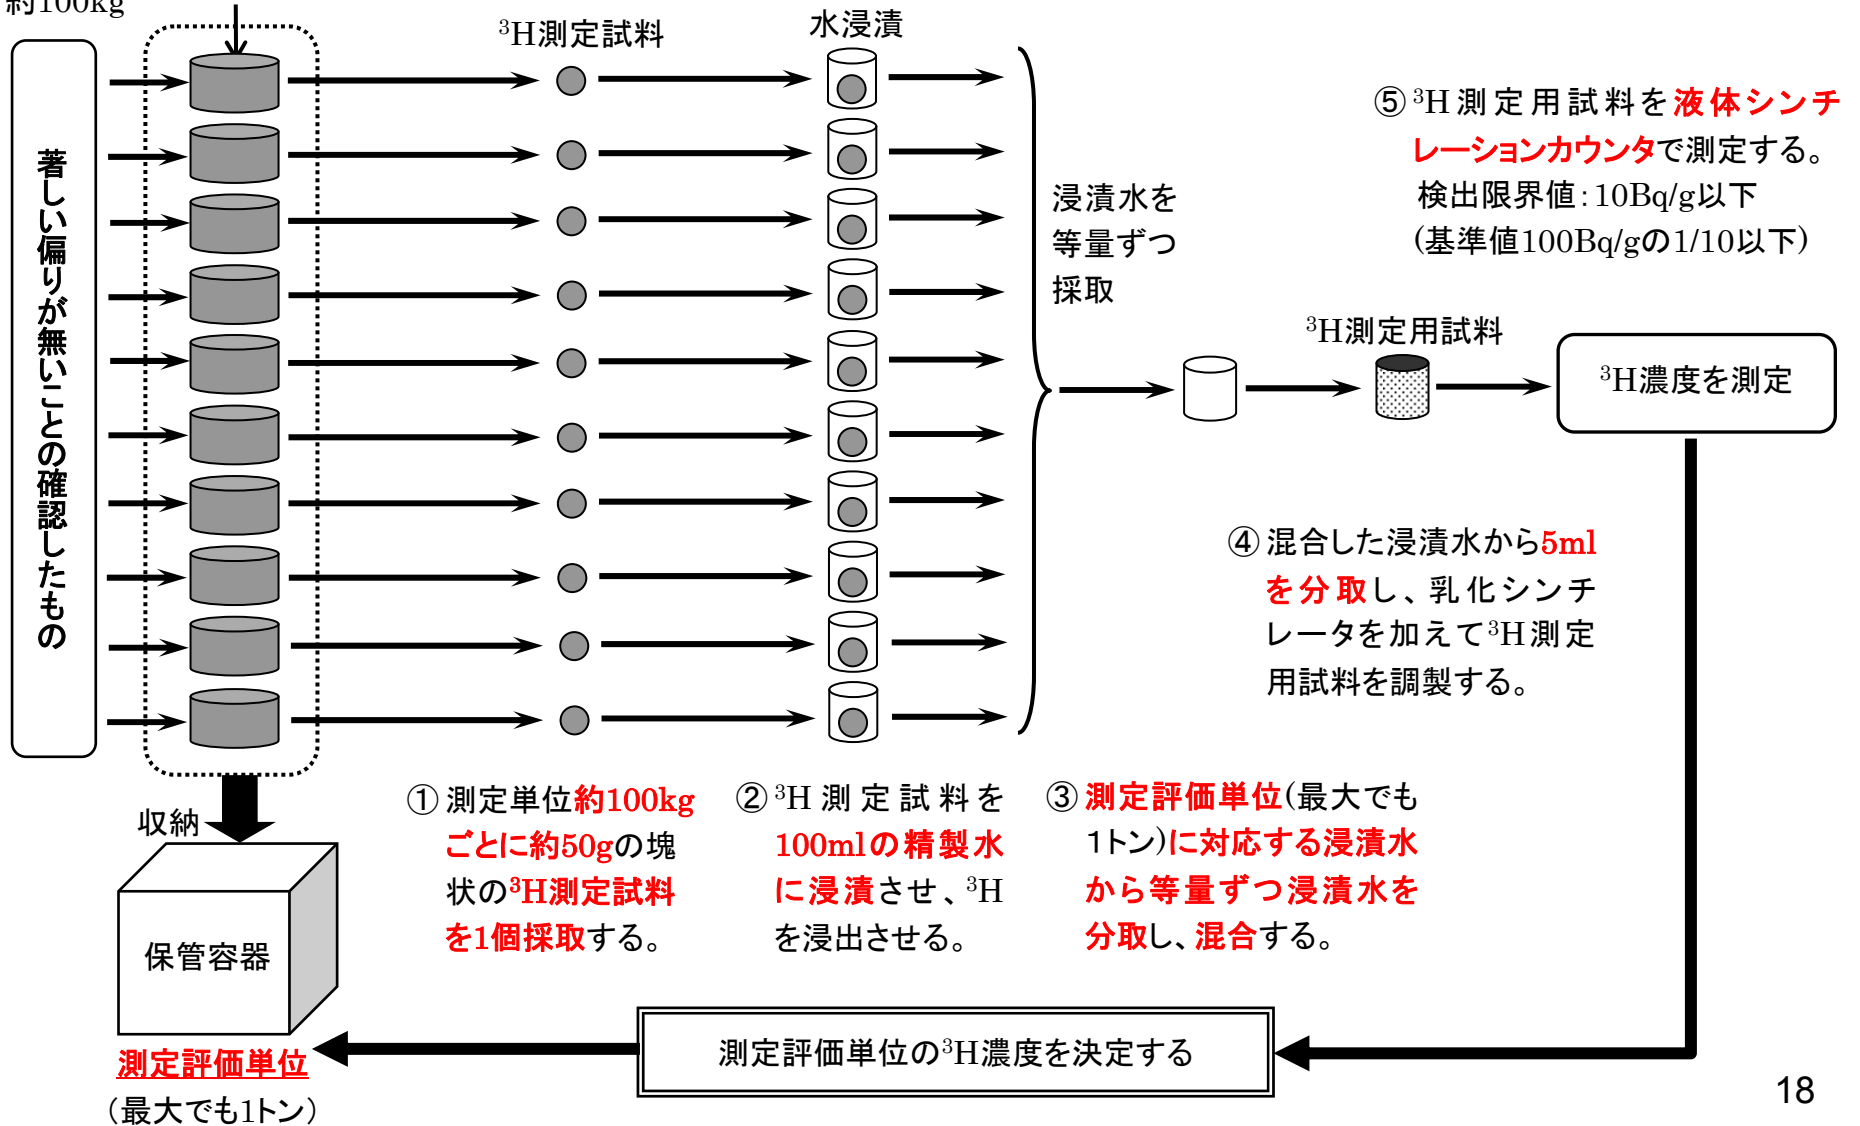 約100kg
³H測定試料
水浸漬
著しい偏りが無いことの確認したもの
浸漬水を
等量ずつ
採取
⑤³H測定用試料を液体シンチ
レーションカウンタで測定する。
検出限界値：10Bq/g以下
(基準値100Bq/gの1/10以下)
³H測定用試料
³H濃度を測定
④混合した浸漬水から5ml
を分取し、乳化シンチ
レータを加えて³H測定
用試料を調製する。
収納
保管容器
測定評価単位
（最大でも1トン）
①測定単位約100kg
ごとに約50gの塊
状の³H測定試料
を1個採取する。
②³H測定試料を
100mlの精製水
に浸漬させ、³H
を浸出させる。
③測定評価単位(最大でも
1トン)に対応する浸漬水
から等量ずつ浸漬水を
分取し、混合する。
測定評価単位の³H濃度を決定する
18